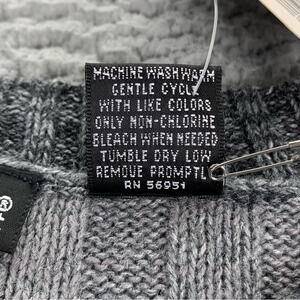 MACHINE WASH WARM
GENTLE CYCLE
WITH LIKE COLORS
ONLY NON-CHLORINE
BLEACH WHEN NEEDED
TUMBLE DRY LOW
REMOVE PROMPTL
RN 56951
®